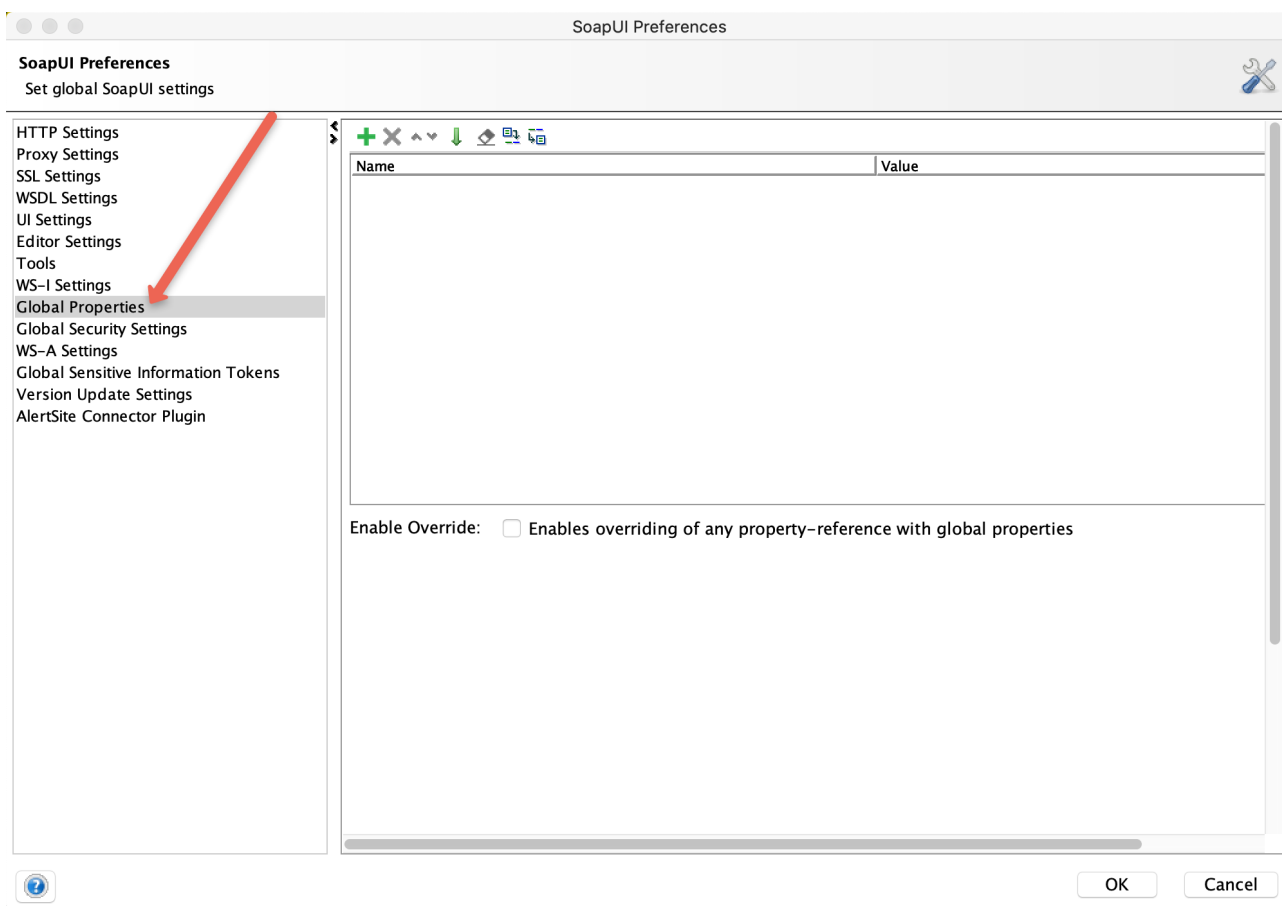 SoapUI Preferences
SoapUI Preferences
Set global SoapUI settings
HTTP Settings
Proxy Settings
SSL Settings
WSDL Settings
UI Settings
Editor Settings
Tools
WS-I Settings
Global Properties
Global Security Settings
WS-A Settings
Global Sensitive Information Tokens
Version Update Settings
AlertSite Connector Plugin
Name Value
Enable Override: Enables overriding of any property-reference with global properties
OK Cancel